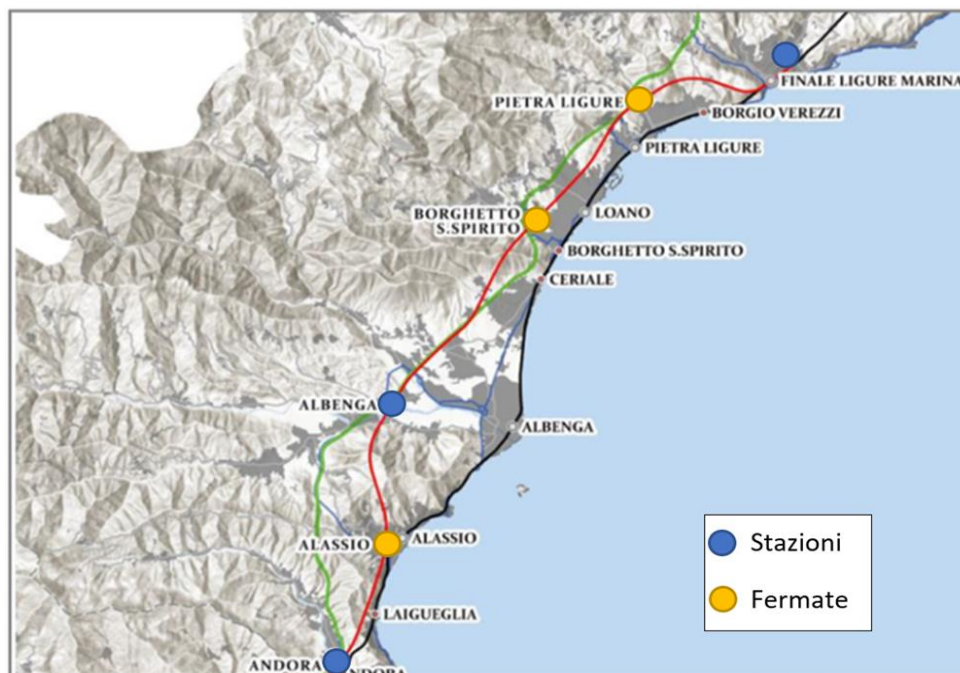 FINALE LIGURE MARINA
PIETRA LIGURE
BORGIO VEREZZI
PIETRA LIGURE
BORGHETTO
S.SPIRITO
LOANO
BORGHETTO S.SPIRITO
CERIALE
ALBENGA
ALBENGA
ALASSIO
ALASSIO
LAIGUEGLIA
ANDORA
Stazioni
Fermate